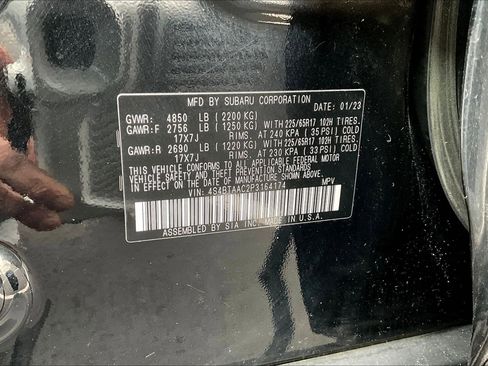 MFD BY SUBARU CORPORATION
DATE: 01/23
GVWR: 4850 LB (2200 KG)
GAWR:F 2756 LB (1250 KG) WITH 225/65R17 102H TIRES.
17X7J RIMS. AT 240 KPA (35 PSI) COLD
GAWR:R 2690 LB (1220 KG) WITH 225/65R17 102H TIRES.
17X7J RIMS. AT 230 KPA (33 PSI) COLD
THIS VEHICLE CONFORMS TO ALL APPLICABLE FEDERAL MOTOR
VEHICLE SAFETY AND THEFT PREVENTION STANDARDS
IN EFFECT ON THE DATE OF MANUFACTURE SHOWN ABOVE.
VIN: 4S4BTAAC2P3164174 MPV
ASSEMBLED BY SIA INC. MADE IN U.S.A.